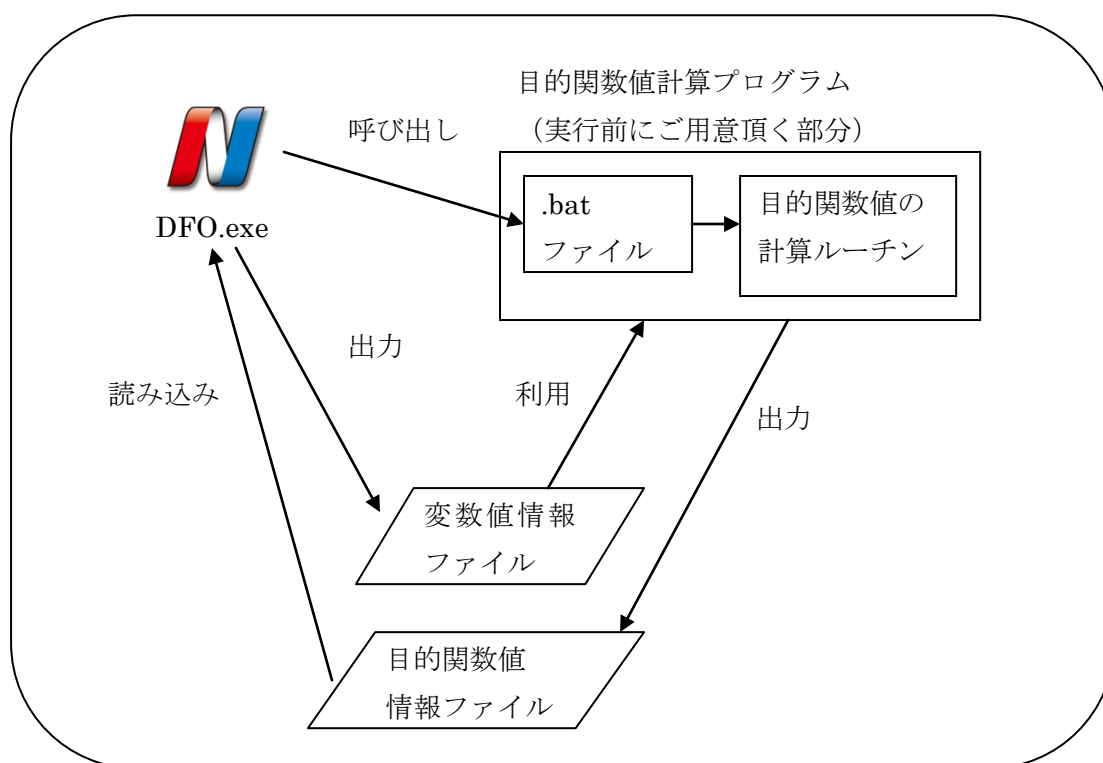 目的関数値計算プログラム
（実行前にご用意頂く部分）
呼び出し
DFO.exe
.bat
ファイル
目的関数値の
計算ルーチン
出力
読み込み
利用
出力
変数値情報
ファイル
目的関数値
情報ファイル